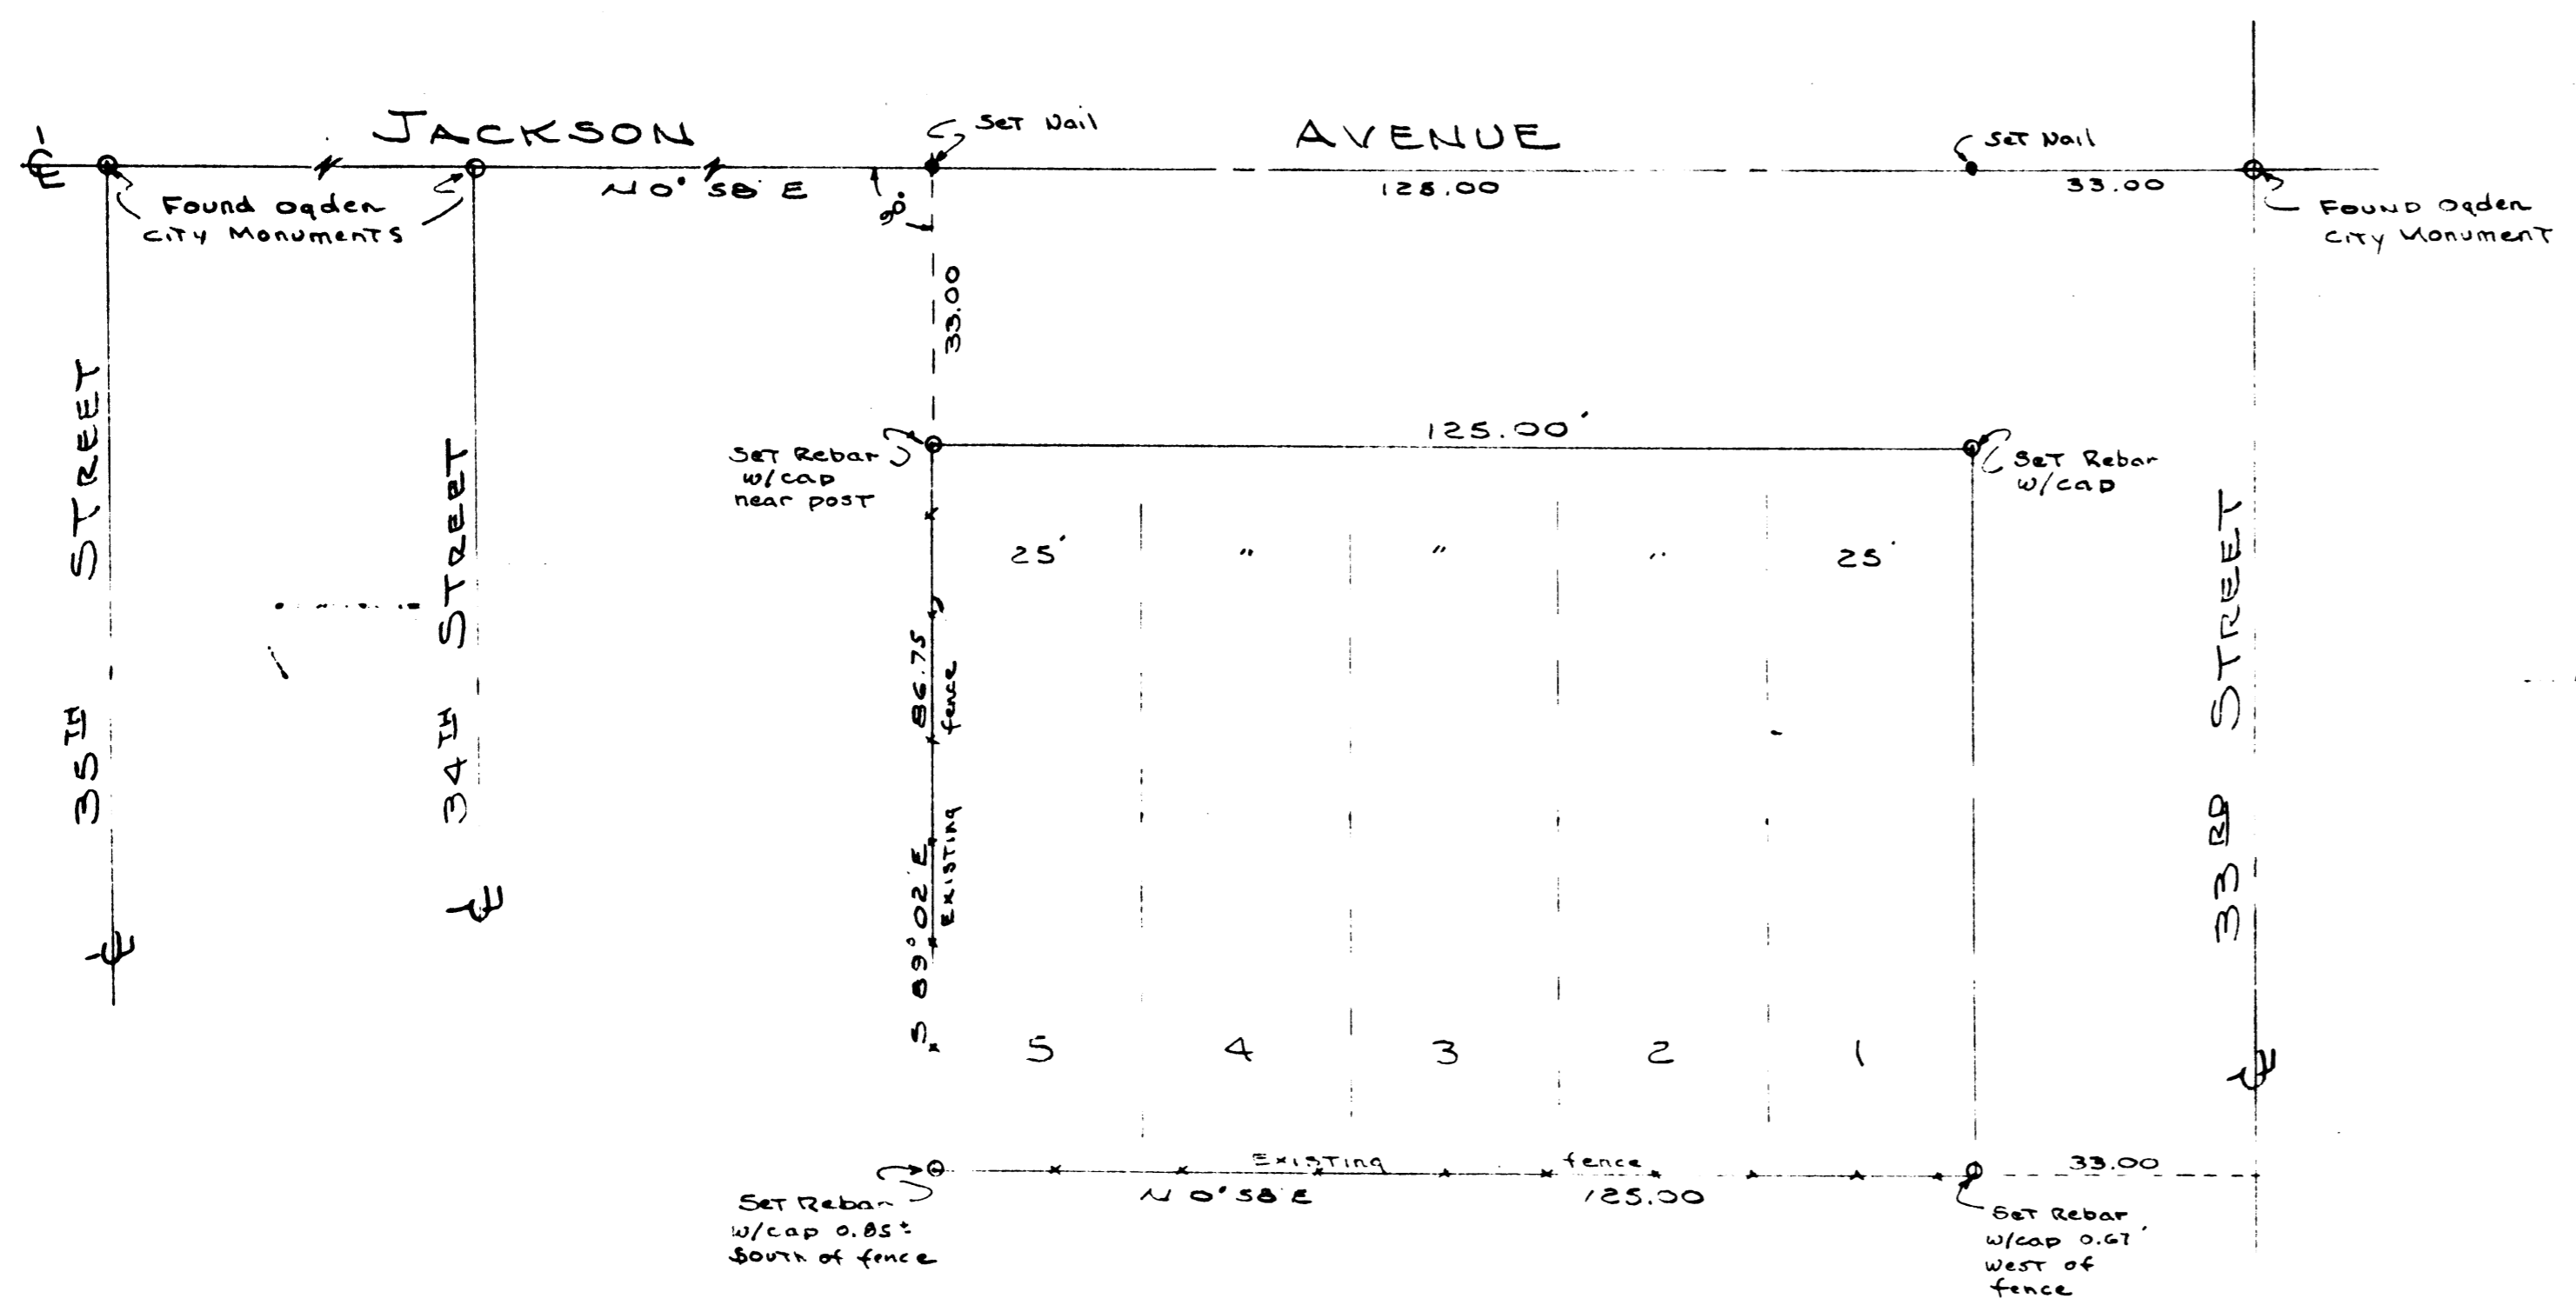 JACKSON AVENUE
Set Nail
Set Nail
N 0° 58' E
90°
125.00
33.00
Found Ogden
City Monuments
Found Ogden
City Monument
33.00
125.00'
Set Rebar
w/cap
near post
Set Rebar
w/cap
25' " " " 25'
35TH STREET
34TH STREET
33RD STREET
S 89° 02' E 86.75
Existing fence
5 4 3 2 1
Existing fence
N 0° 58' E 125.00
33.00
Set Rebar
w/cap 0.85±
South of fence
Set Rebar
w/cap 0.67'
west of
fence